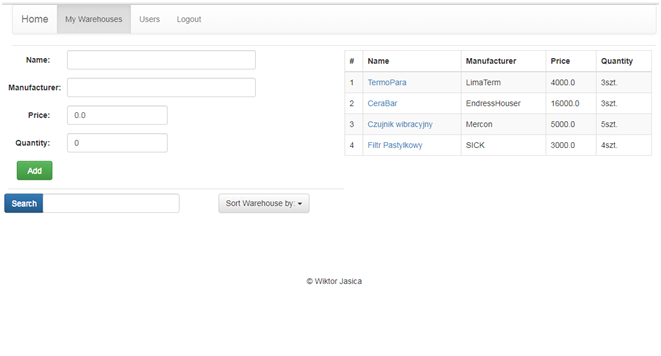 Home My Warehouses Users Logout
Name:
Manufacturer:
Price: 0.0
Quantity: 0
Add
Search Sort Warehouse by:
# Name Manufacturer Price Quantity
1 TermoPara LimaTerm 4000.0 3szt.
2 CeraBar EndressHouser 16000.0 3szt.
3 Czujnik wibracyjny Mercon 5000.0 5szt.
4 Filtr Pastylkowy SICK 3000.0 4szt.
© Wiktor Jasica